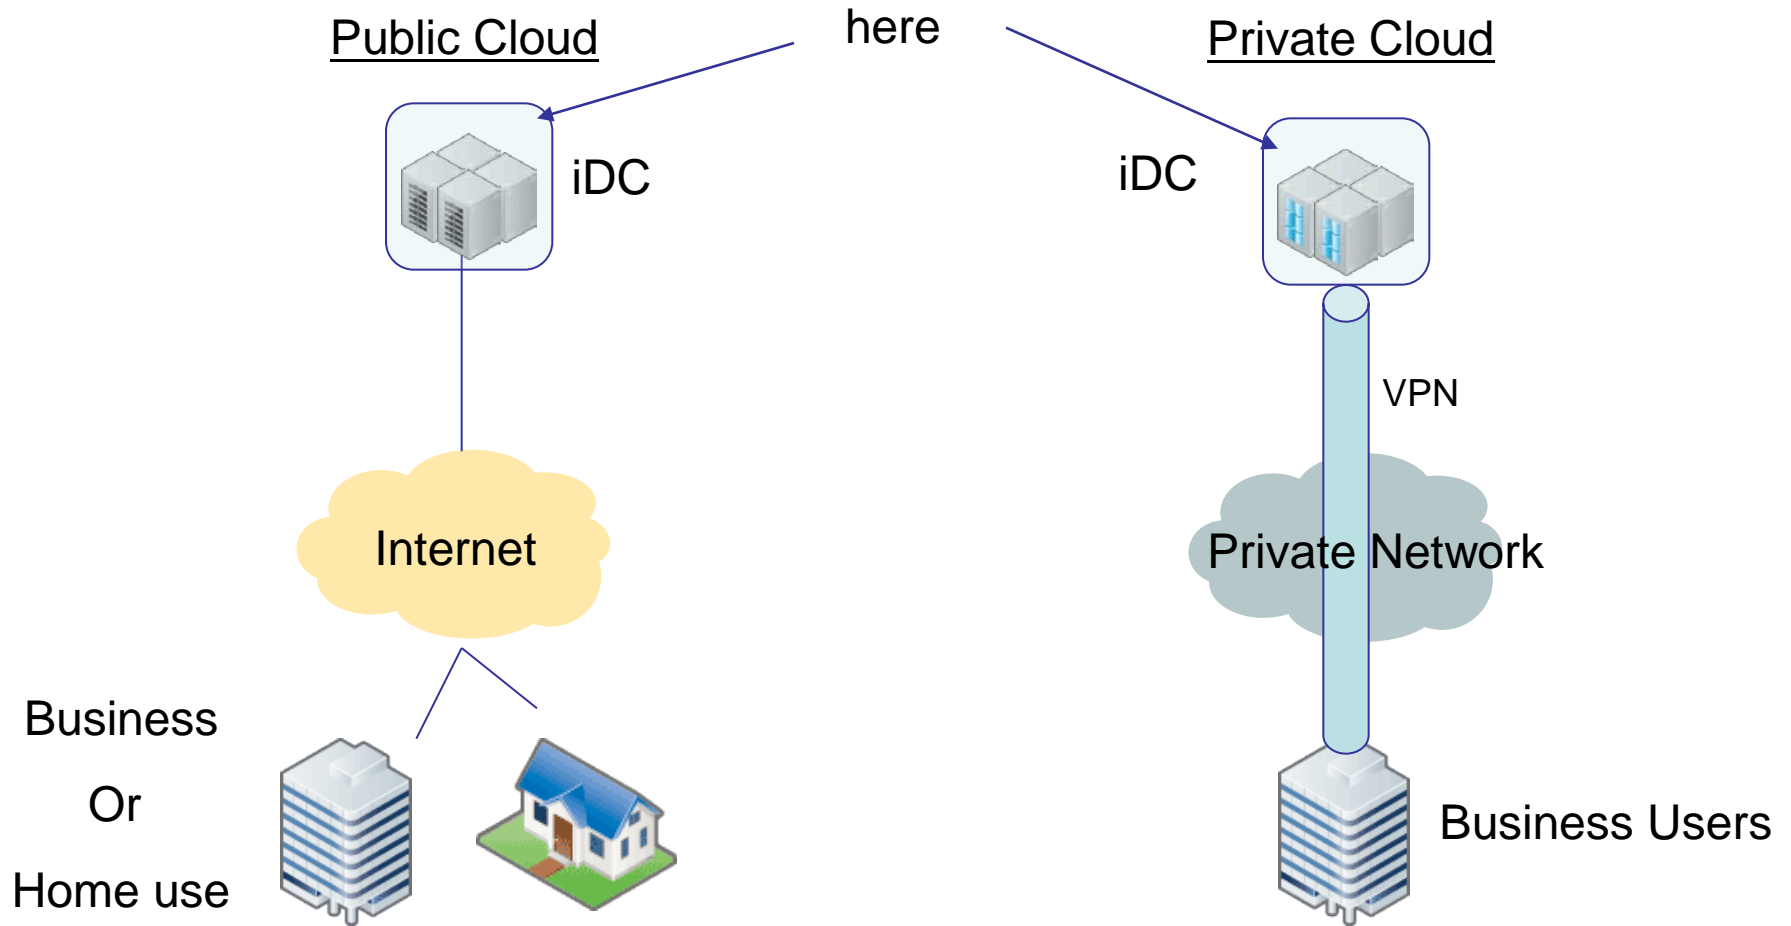 Public Cloud
here
Private Cloud
iDC
iDC
VPN
Internet
Private Network
Business
Or
Home use
Business Users